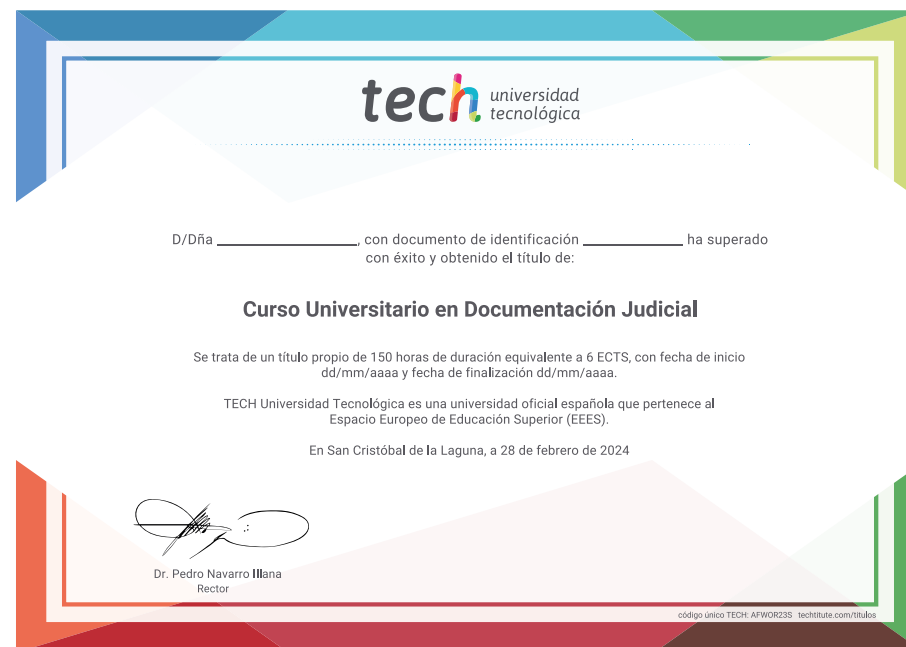 tech universidad
tecnológica
D/Dña ____________________, con documento de identificación ______________ ha superado
con éxito y obtenido el título de:
Curso Universitario en Documentación Judicial
Se trata de un título propio de 150 horas de duración equivalente a 6 ECTS, con fecha de inicio
dd/mm/aaaa y fecha de finalización dd/mm/aaaa.
TECH Universidad Tecnológica es una universidad oficial española que pertenece al
Espacio Europeo de Educación Superior (EEES).
En San Cristóbal de la Laguna, a 28 de febrero de 2024
Dr. Pedro Navarro Illana
Rector
código único TECH: AFWOR23S techtitute.com/titulos